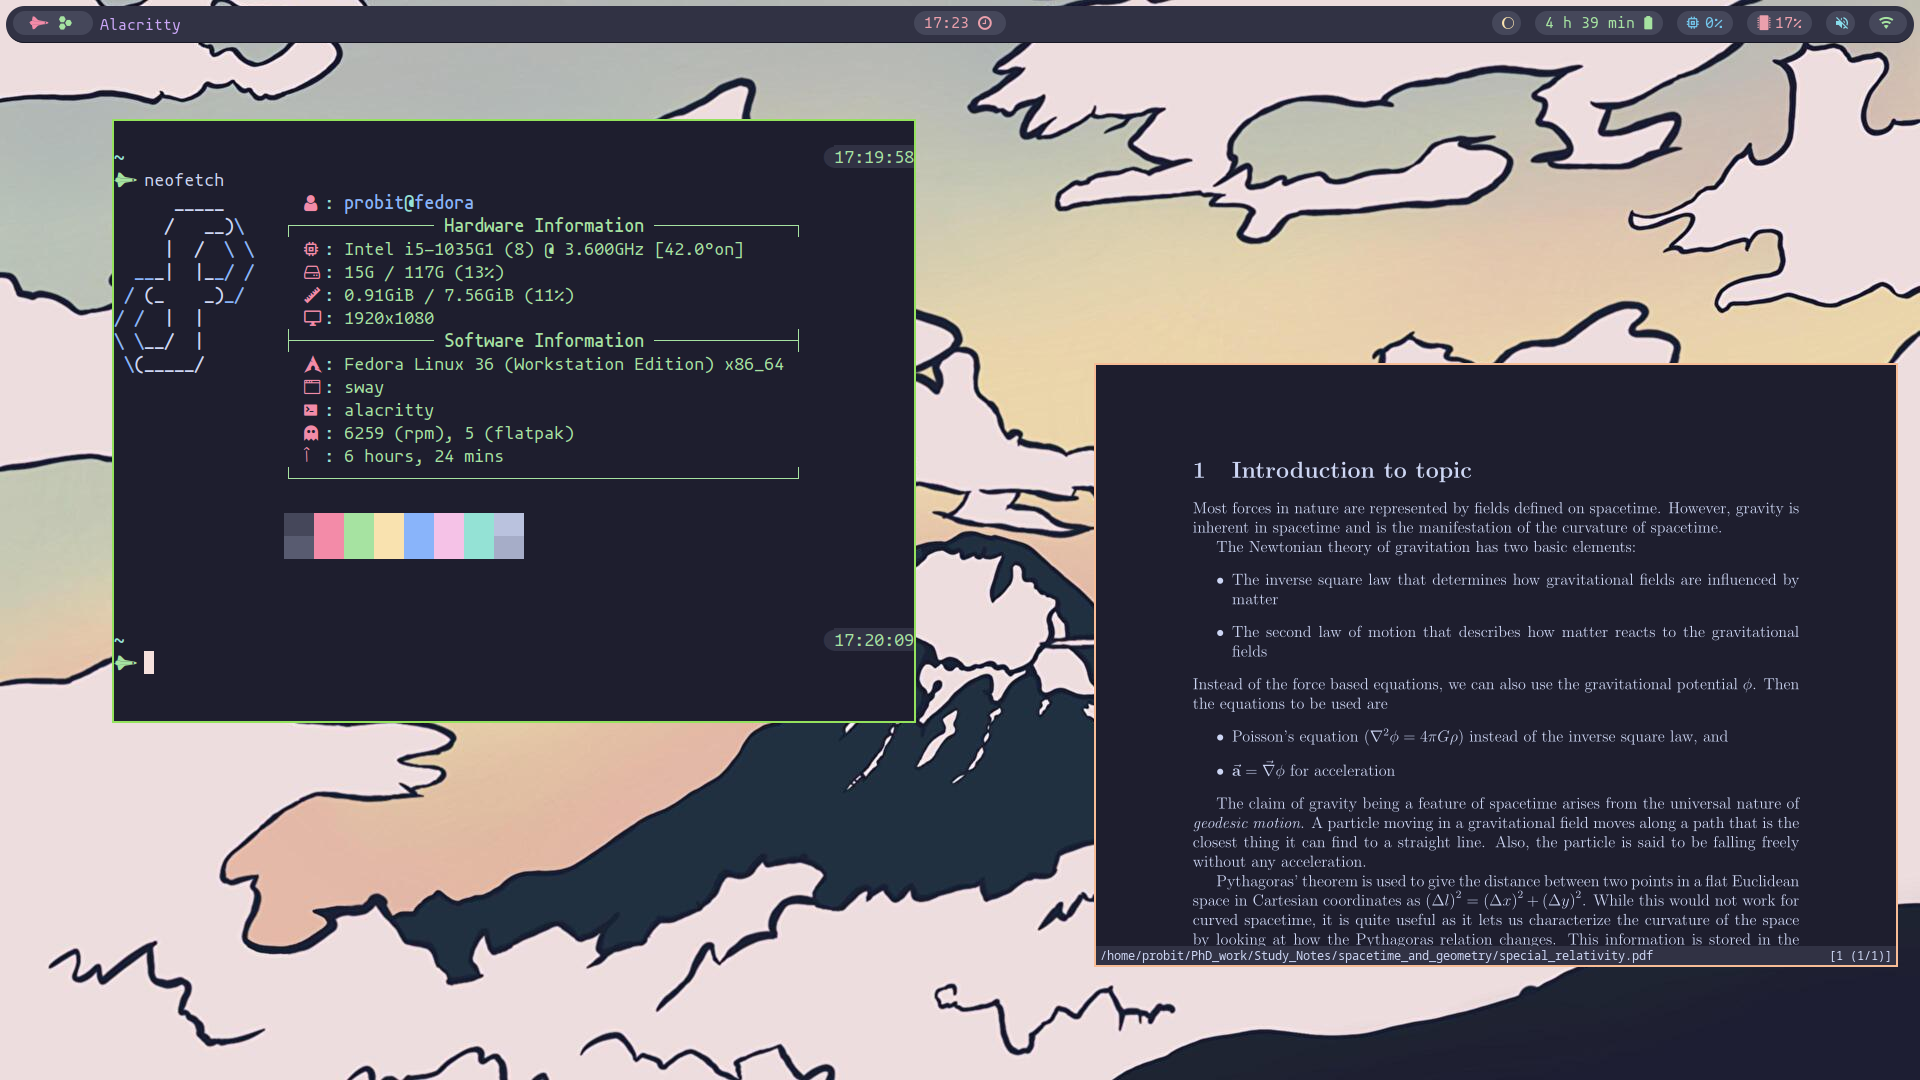 Alacritty
17:23
4 h 39 min
0%
17%
~
17:19:58
neofetch
: probit@fedora
Hardware Information
: Intel i5-1035G1 (8) @ 3.600GHz [42.0°on]
: 15G / 117G (13%)
: 0.91GiB / 7.56GiB (11%)
: 1920x1080
Software Information
: Fedora Linux 36 (Workstation Edition) x86_64
: sway
: alacritty
: 6259 (rpm), 5 (flatpak)
: 6 hours, 24 mins
~
17:20:09
1 Introduction to topic
Most forces in nature are represented by fields defined on spacetime. However, gravity is
inherent in spacetime and is the manifestation of the curvature of spacetime.
The Newtonian theory of gravitation has two basic elements:
• The inverse square law that determines how gravitational fields are influenced by
matter
• The second law of motion that describes how matter reacts to the gravitational
fields
Instead of the force based equations, we can also use the gravitational potential ϕ. Then
the equations to be used are
• Poisson's equation (∇²ϕ = 4πGρ) instead of the inverse square law, and
• a⃗ = ∇⃗ϕ for acceleration
The claim of gravity being a feature of spacetime arises from the universal nature of
geodesic motion. A particle moving in a gravitational field moves along a path that is the
closest thing it can find to a straight line. Also, the particle is said to be falling freely
without any acceleration.
Pythagoras' theorem is used to give the distance between two points in a flat Euclidean
space in Cartesian coordinates as (Δl)² = (Δx)² + (Δy)². While this would not work for
curved spacetime, it is quite useful as it lets us characterize the curvature of the space
by looking at how the Pythagoras relation changes. This information is stored in the
/home/probit/PhD_work/Study_Notes/spacetime_and_geometry/special_relativity.pdf
[1 (1/1)]